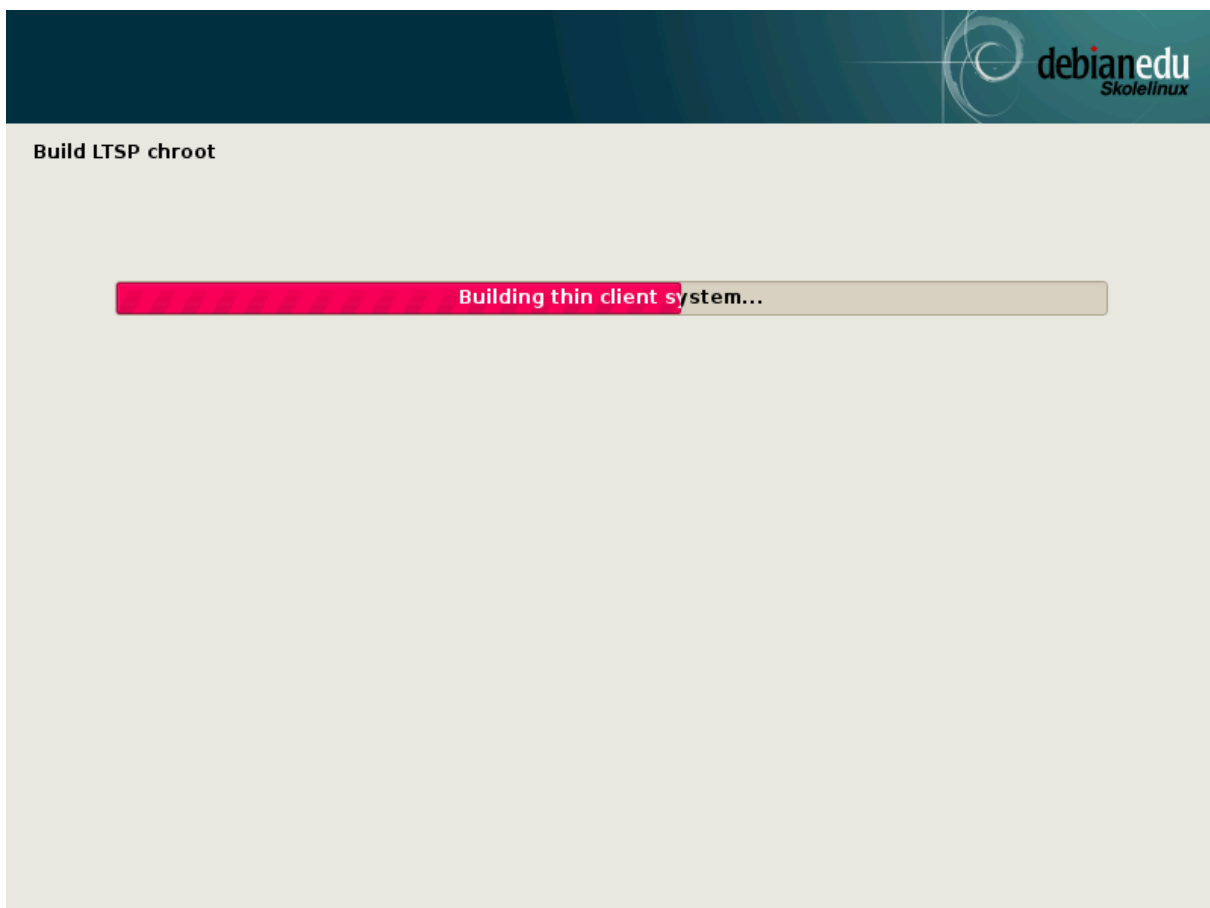 debianedu
Skolelinux
Build LTSP chroot
Building thin client system...